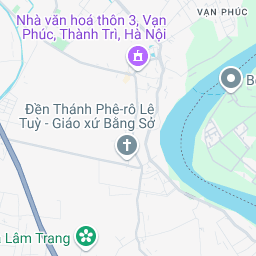 VẠN PHÚC
Nhà văn hoá thôn 3, Vạn
Phúc, Thành Trì, Hà Nội
Đền Thánh Phê-rô Lê
Tuỳ - Giáo xứ Bằng Sở
Lâm Trang